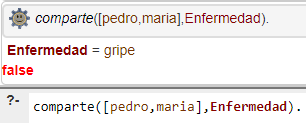 comparte([pedro,maria],Enfermedad).
Enfermedad = gripe
false
?- comparte([pedro,maria],Enfermedad).